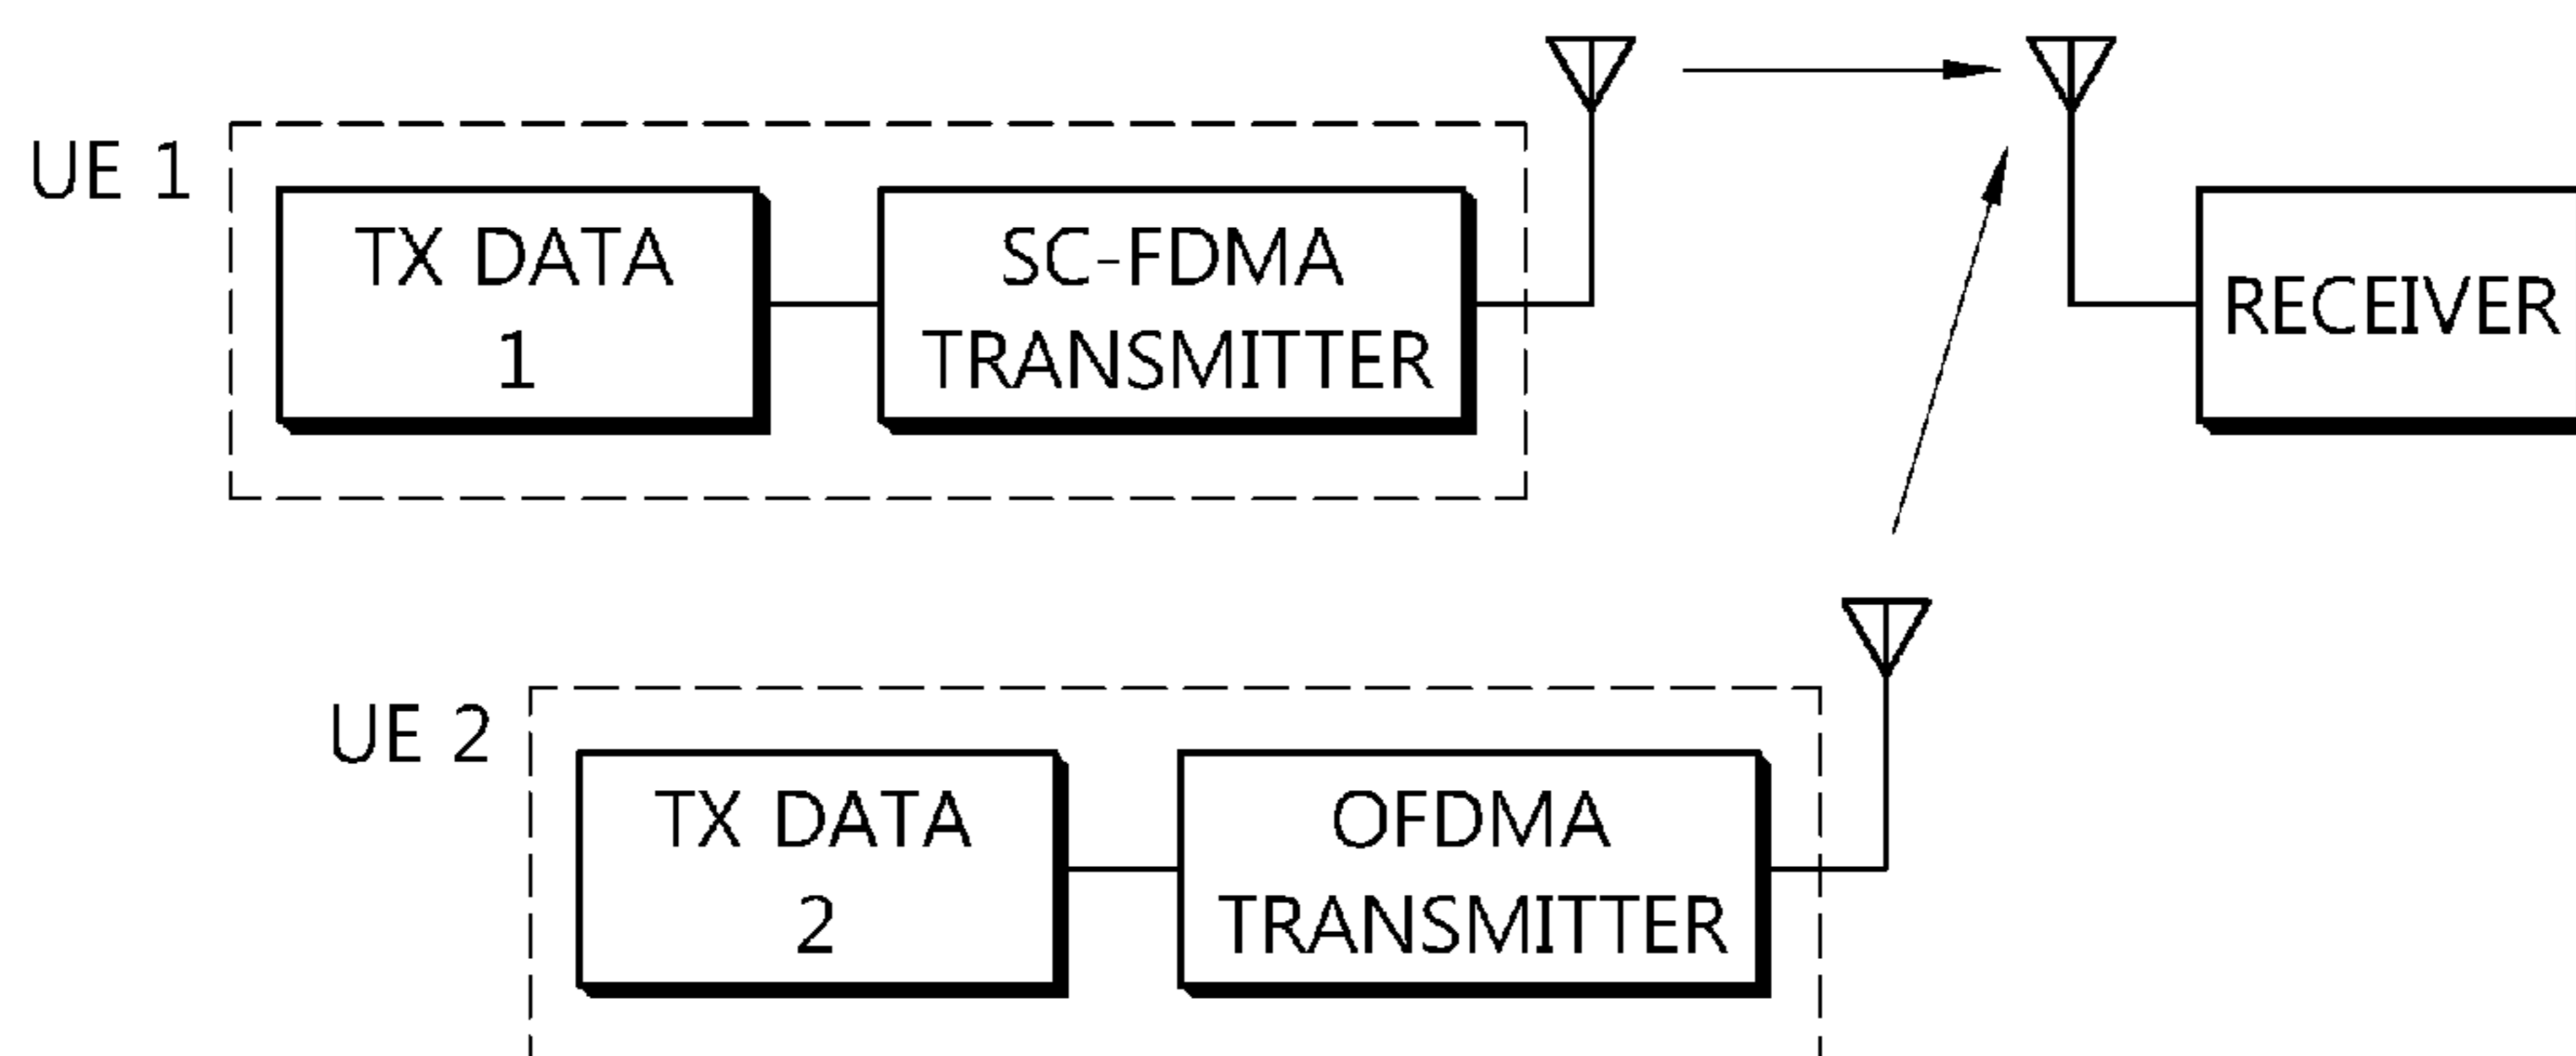 UE 1
TX DATA
1
SC-FDMA
TRANSMITTER
RECEIVER
UE 2
TX DATA
2
OFDMA
TRANSMITTER